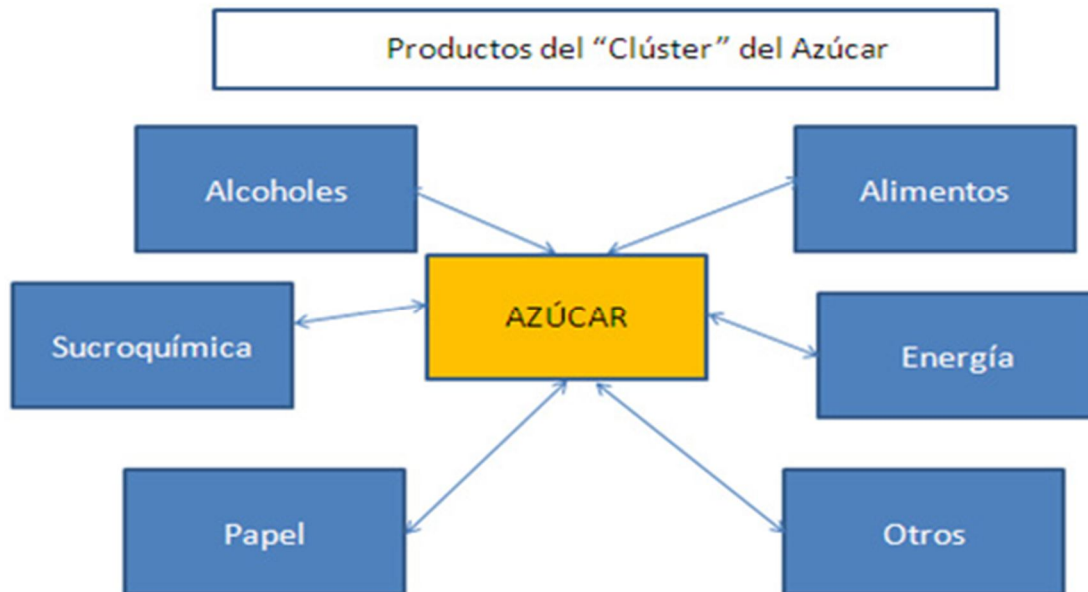 Productos del “Clúster” del Azúcar
Alcoholes
Alimentos
AZÚCAR
Sucroquímica
Energía
Papel
Otros